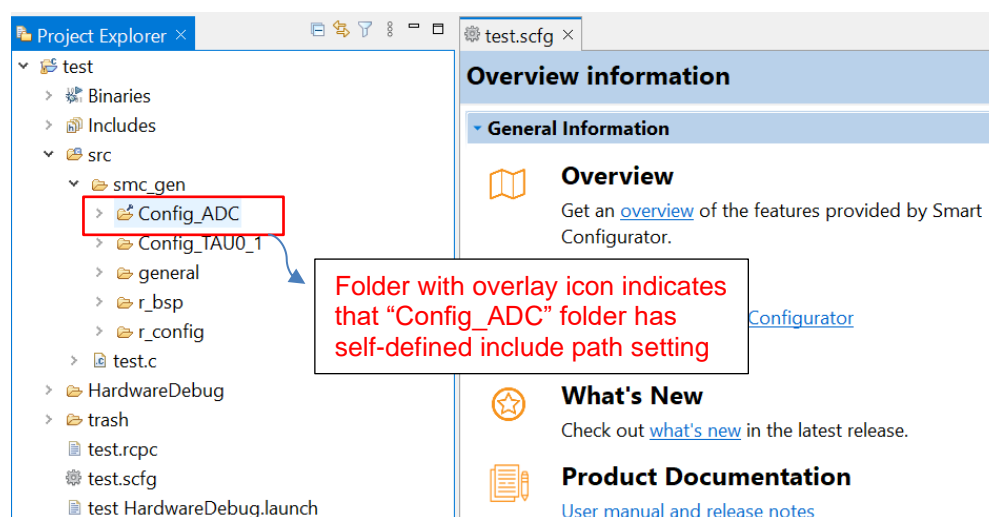 Project Explorer
test
Binaries
Includes
src
smc_gen
Config_ADC
Config_TAU0_1
general
r_bsp
r_config
test.c
HardwareDebug
trash
test.rcpc
test.scfg
test HardwareDebug.launch
test.scfg
Overview information
General Information
Overview
Get an overview of the features provided by Smart
Configurator.
Folder with overlay icon indicates
that “Config_ADC” folder has
self-defined include path setting
Configurator
What's New
Check out what's new in the latest release.
Product Documentation
User manual and release notes